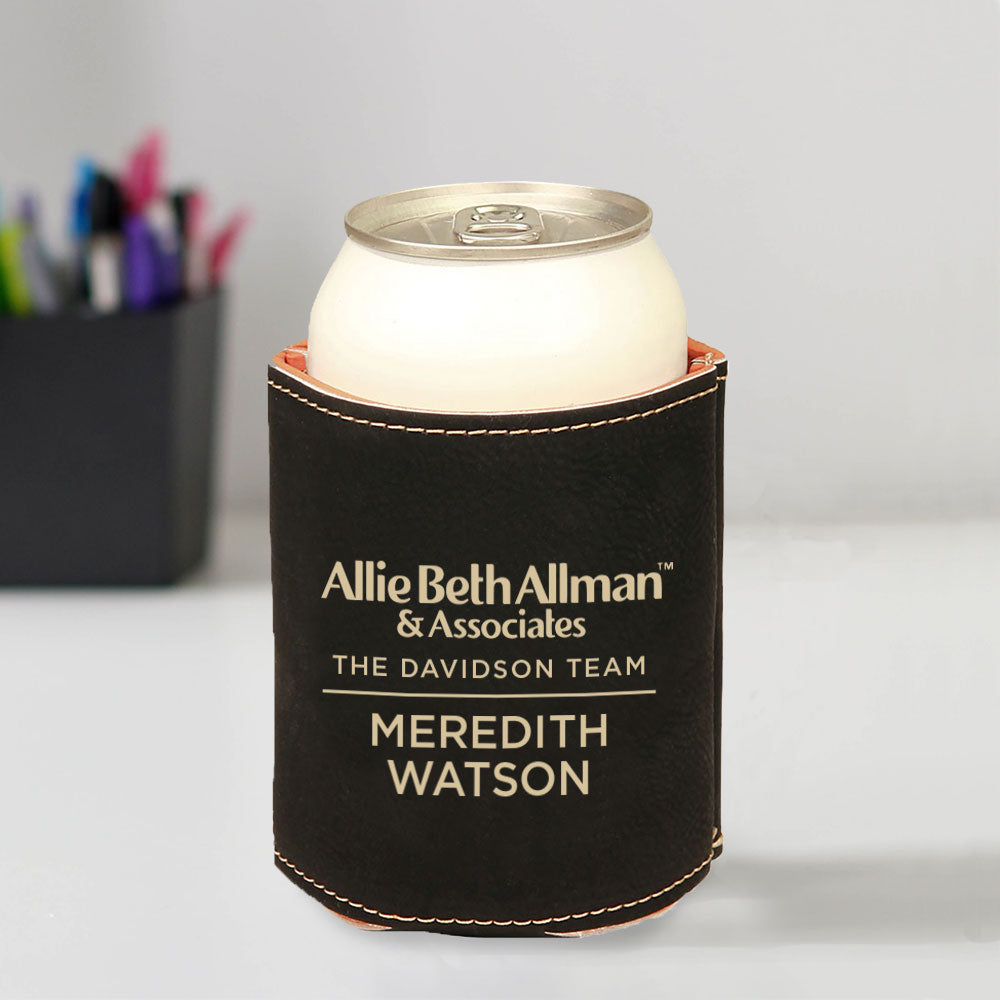 Allie Beth Allman™
& Associates
THE DAVIDSON TEAM
MEREDITH
WATSON